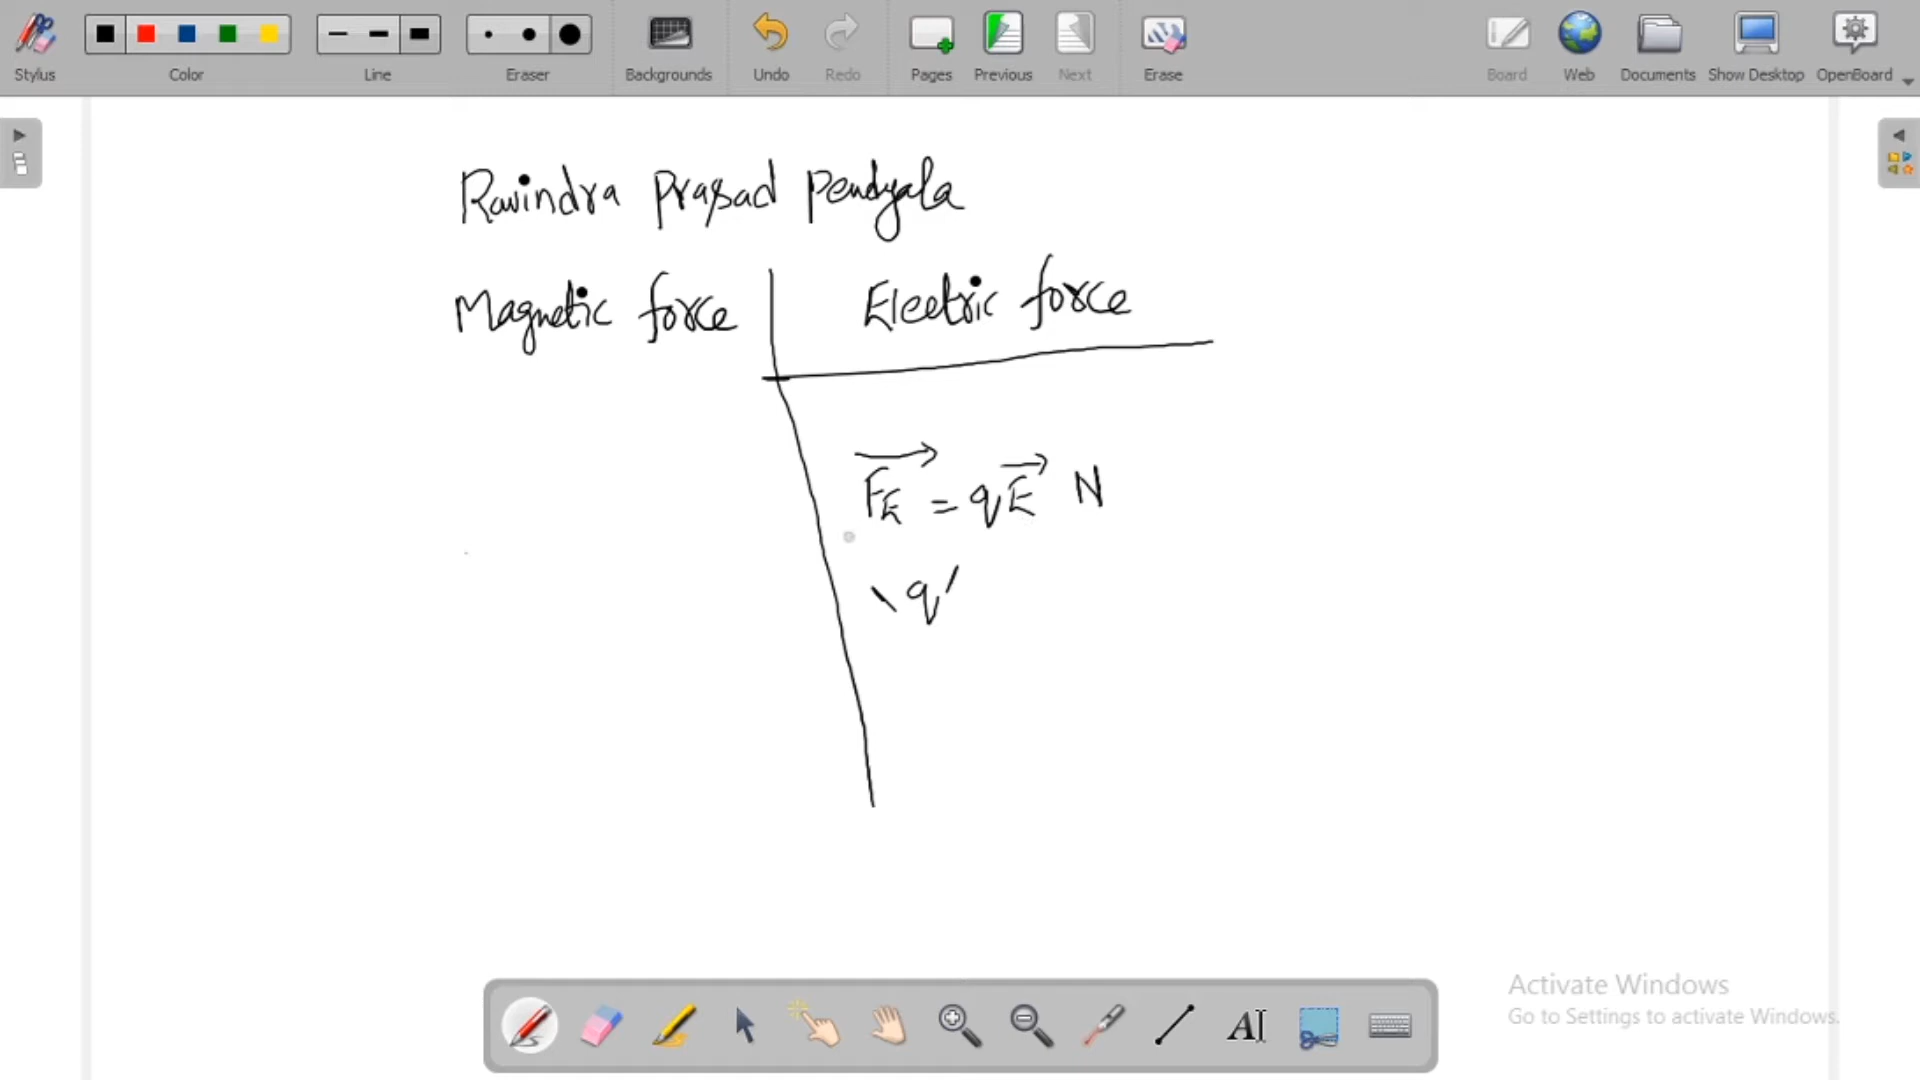 Stylus Color Line Eraser Backgrounds Undo Redo Pages Previous Next Erase Board Web Documents Show Desktop OpenBoard
Ravindra Prasad Pendyala
Magnetic force Electric force
F⃗_E = qE⃗ N
‵q′
Activate Windows
Go to Settings to activate Windows.